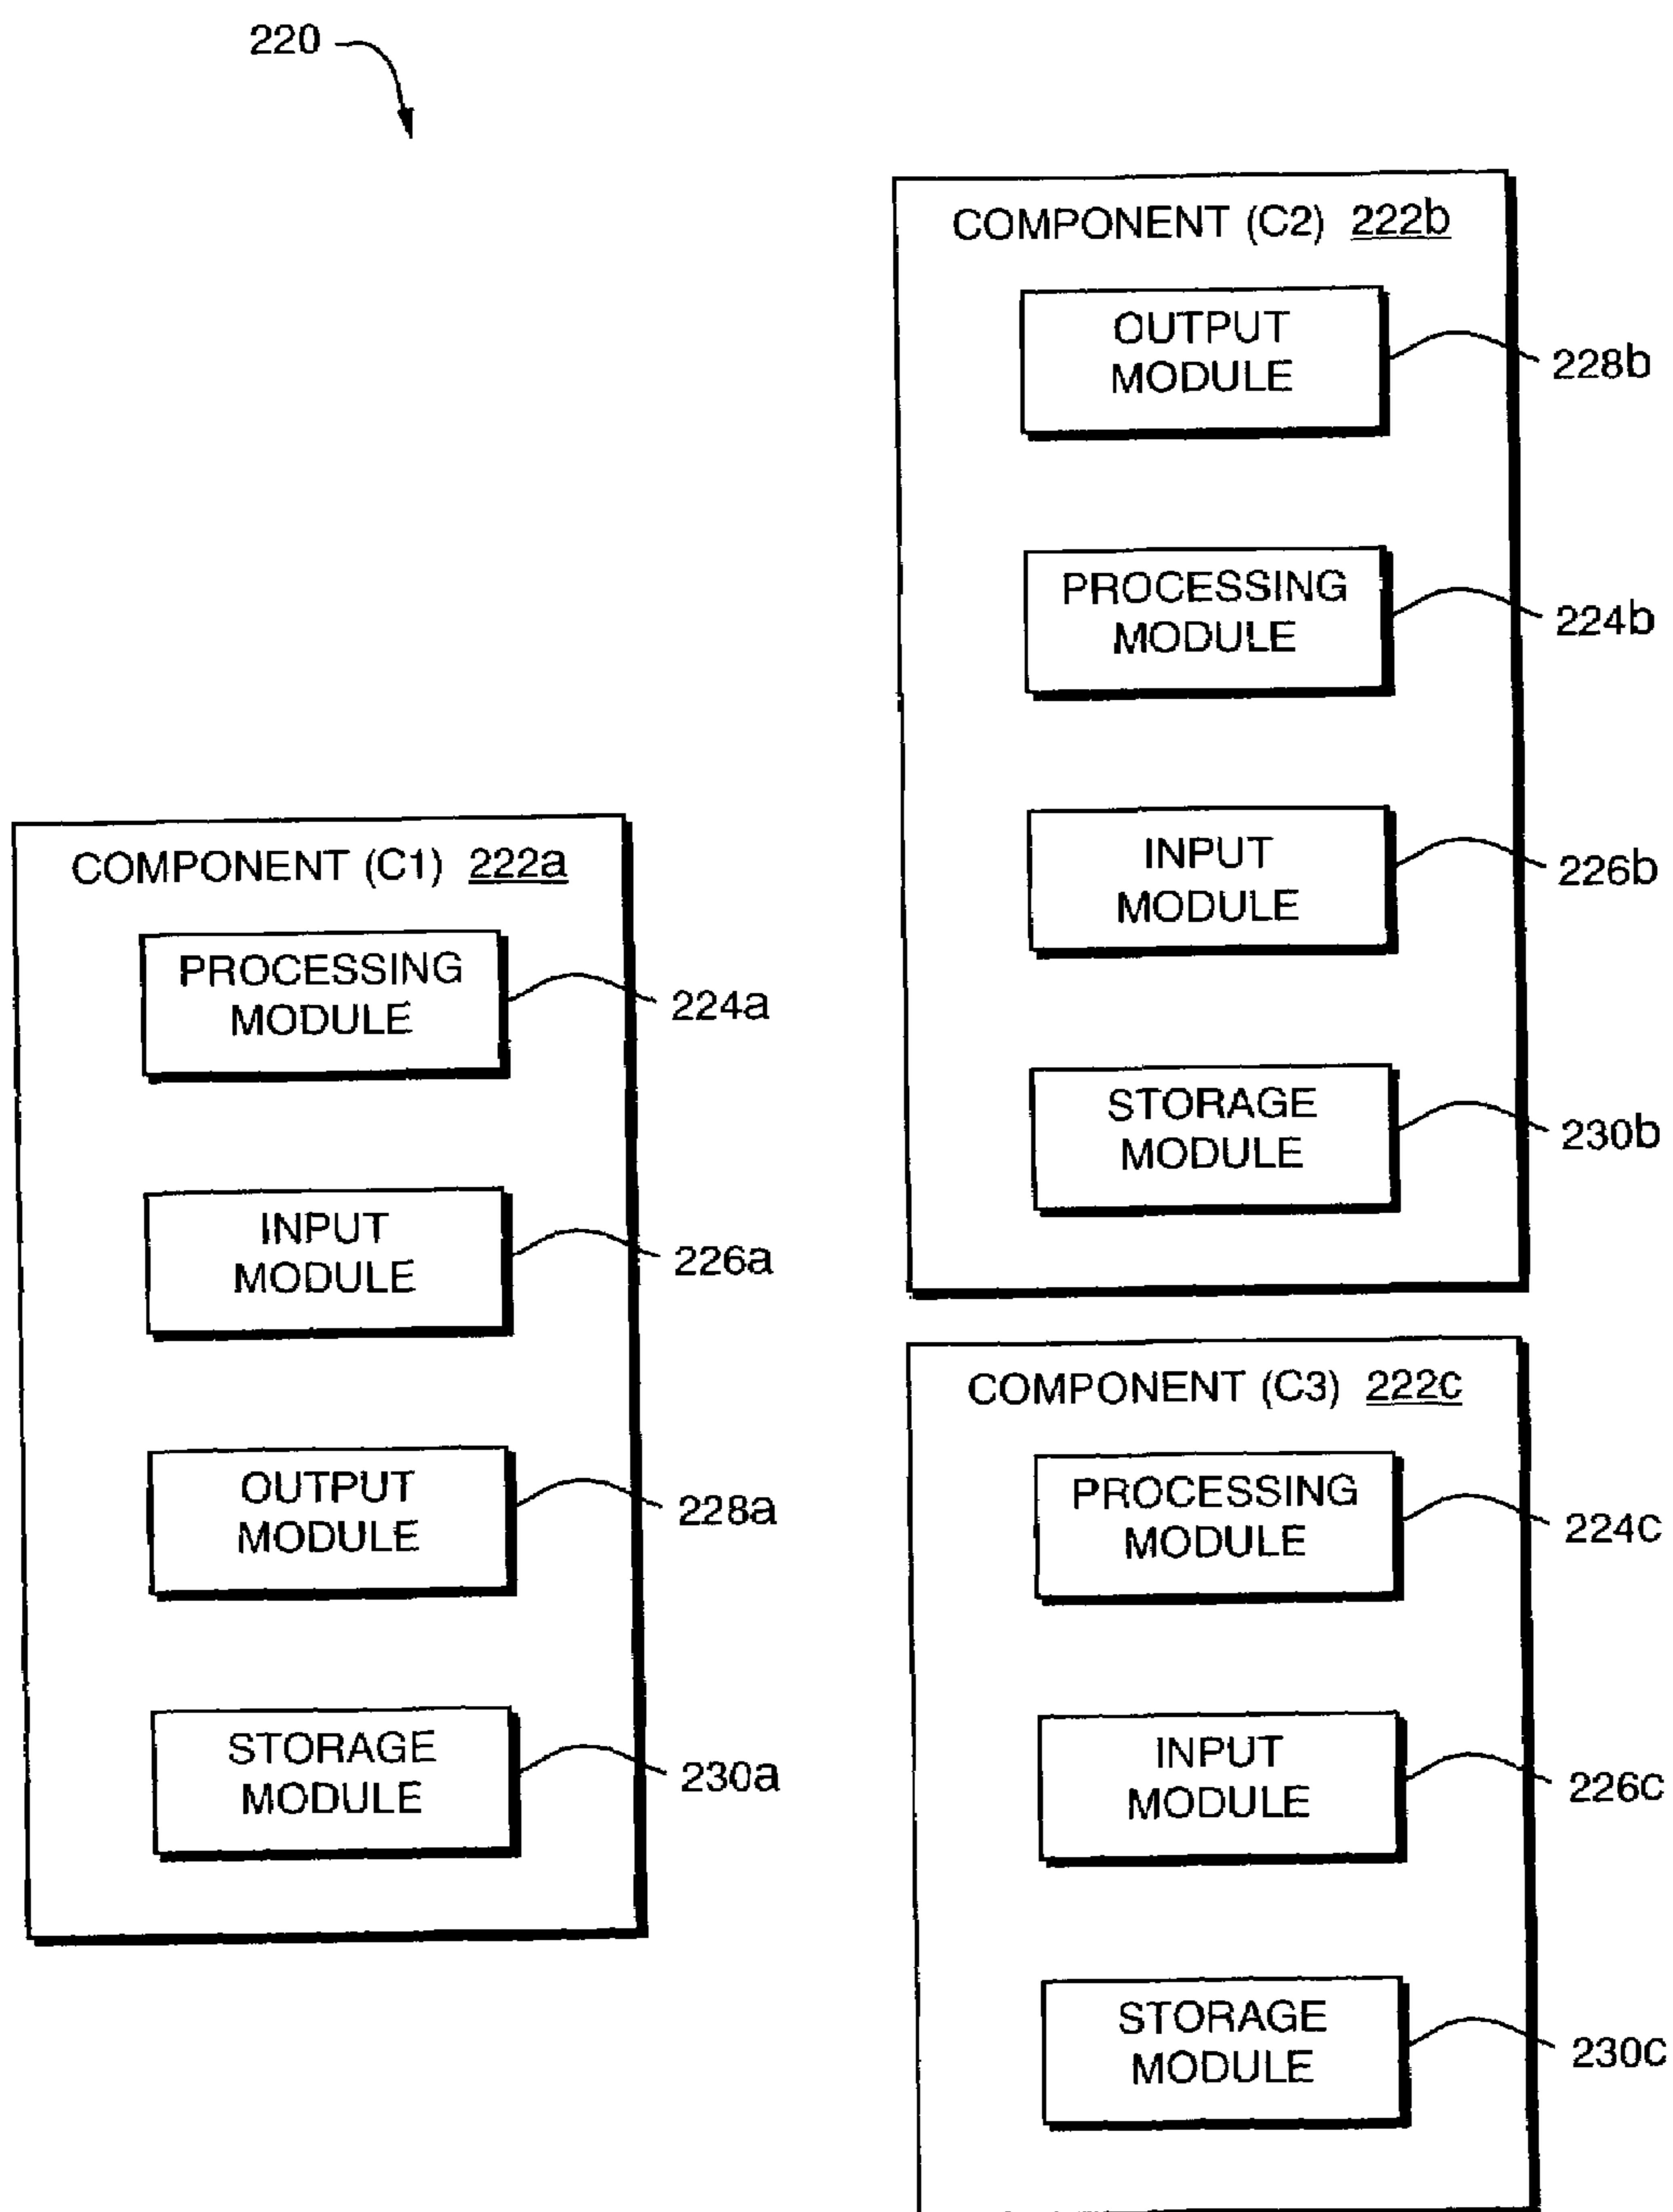 220
COMPONENT (C2) 222b
OUTPUT
MODULE
228b
PROCESSING
MODULE
224b
INPUT
MODULE
226b
STORAGE
MODULE
230b
COMPONENT (C1) 222a
PROCESSING
MODULE
224a
INPUT
MODULE
226a
OUTPUT
MODULE
228a
STORAGE
MODULE
230a
COMPONENT (C3) 222c
PROCESSING
MODULE
224c
INPUT
MODULE
226c
STORAGE
MODULE
230c